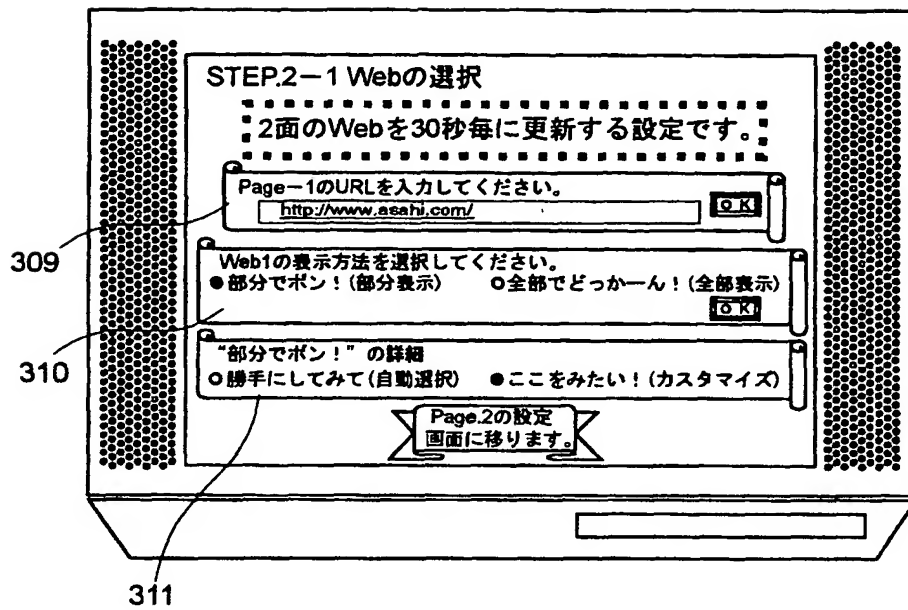 STEP.2-1 Webの選択
2面のWebを30秒毎に更新する設定です。
Page-1のURLを入力してください。
http://www.asahi.com/
OK
309
Web1の表示方法を選択してください。
●部分でポン!(部分表示) ○全部でどっかーん!(全部表示)
OK
310
“部分でポン!”の詳細
○勝手にしてみて(自動選択) ●ここをみたい!(カスタマイズ)
Page.2の設定
画面に移ります。
311